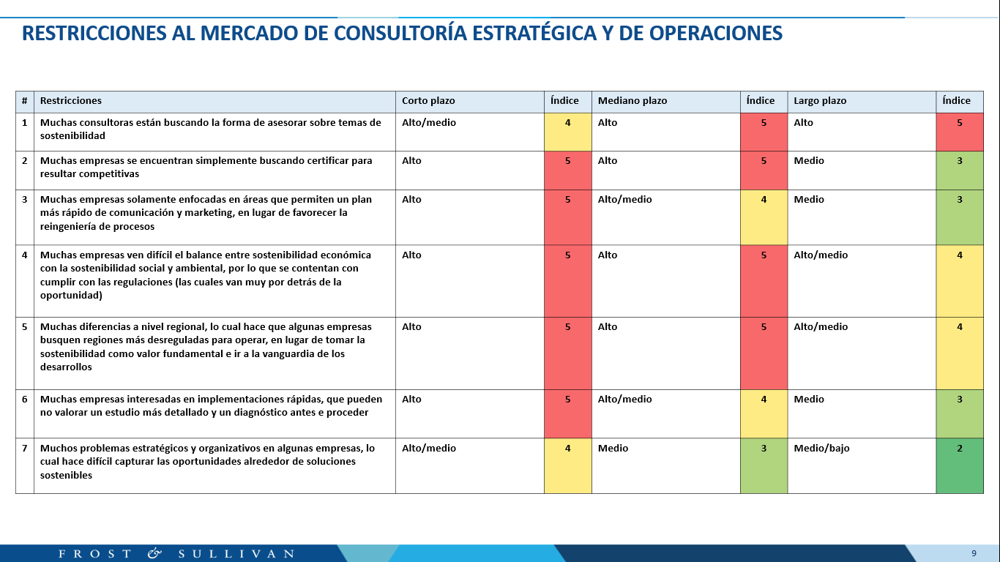 RESTRICCIONES AL MERCADO DE CONSULTORÍA ESTRATÉGICA Y DE OPERACIONES
# Restricciones Corto plazo Índice Mediano plazo Índice Largo plazo Índice
1 Muchas consultoras están buscando la forma de asesorar sobre temas de Alto/medio 4 Alto 5 Alto 5
sostenibilidad
2 Muchas empresas se encuentran simplemente buscando certificar para Alto 5 Alto 5 Medio 3
resultar competitivas
3 Muchas empresas solamente enfocadas en áreas que permiten un plan Alto 5 Alto/medio 4 Medio 3
más rápido de comunicación y marketing, en lugar de favorecer la
reingeniería de procesos
4 Muchas empresas ven difícil el balance entre sostenibilidad económica Alto 5 Alto 5 Alto/medio 4
con la sostenibilidad social y ambiental, por lo que se contentan con
cumplir con las regulaciones (las cuales van muy por detrás de la
oportunidad)
5 Muchas diferencias a nivel regional, lo cual hace que algunas empresas Alto 5 Alto 5 Alto/medio 4
busquen regiones más desreguladas para operar, en lugar de tomar la
sostenibilidad como valor fundamental e ir a la vanguardia de los
desarrollos
6 Muchas empresas interesadas en implementaciones rápidas, que pueden Alto 5 Alto/medio 4 Medio 3
no valorar un estudio más detallado y un diagnóstico antes e proceder
7 Muchos problemas estratégicos y organizativos en algunas empresas, lo Alto/medio 4 Medio 3 Medio/bajo 2
cual hace difícil capturar las oportunidades alrededor de soluciones
sostenibles
FROST & SULLIVAN 9